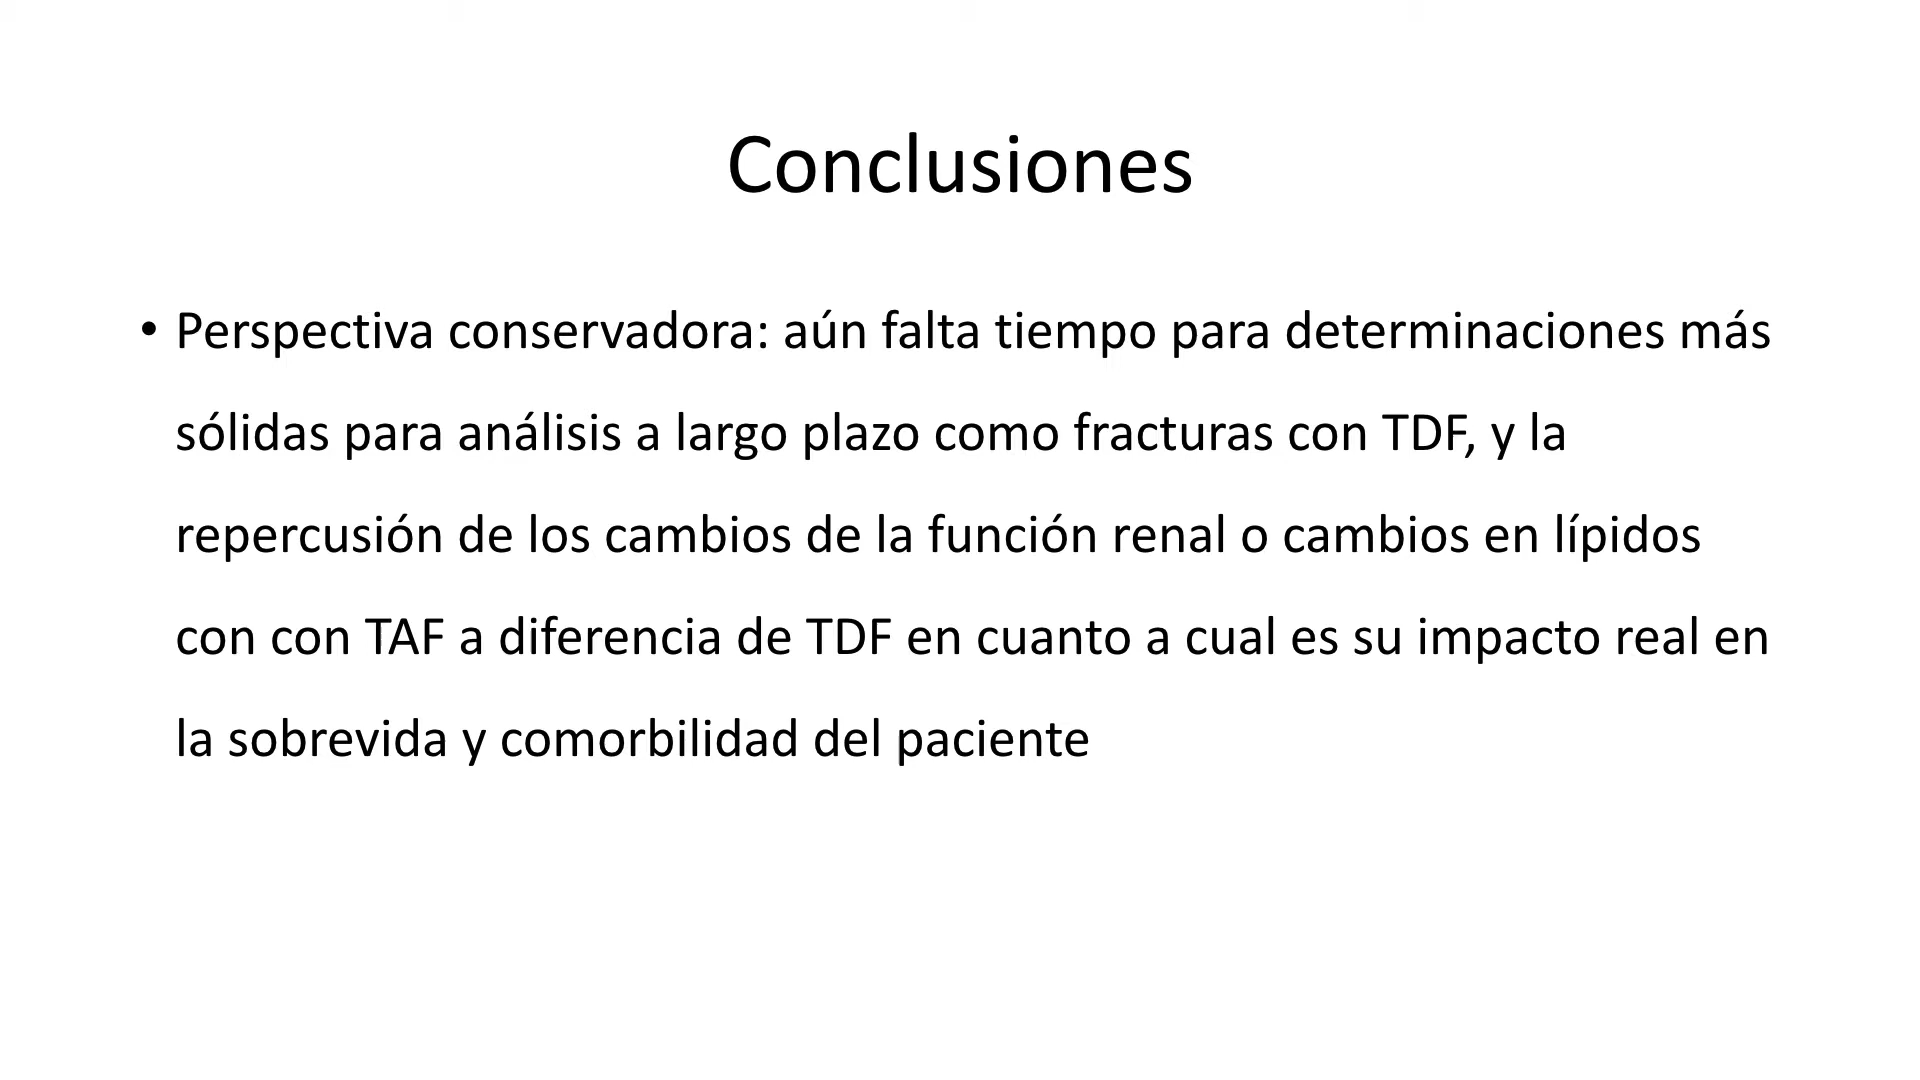 Conclusiones
• Perspectiva conservadora: aún falta tiempo para determinaciones más
sólidas para análisis a largo plazo como fracturas con TDF, y la
repercusión de los cambios de la función renal o cambios en lípidos
con con TAF a diferencia de TDF en cuanto a cual es su impacto real en
la sobrevida y comorbilidad del paciente